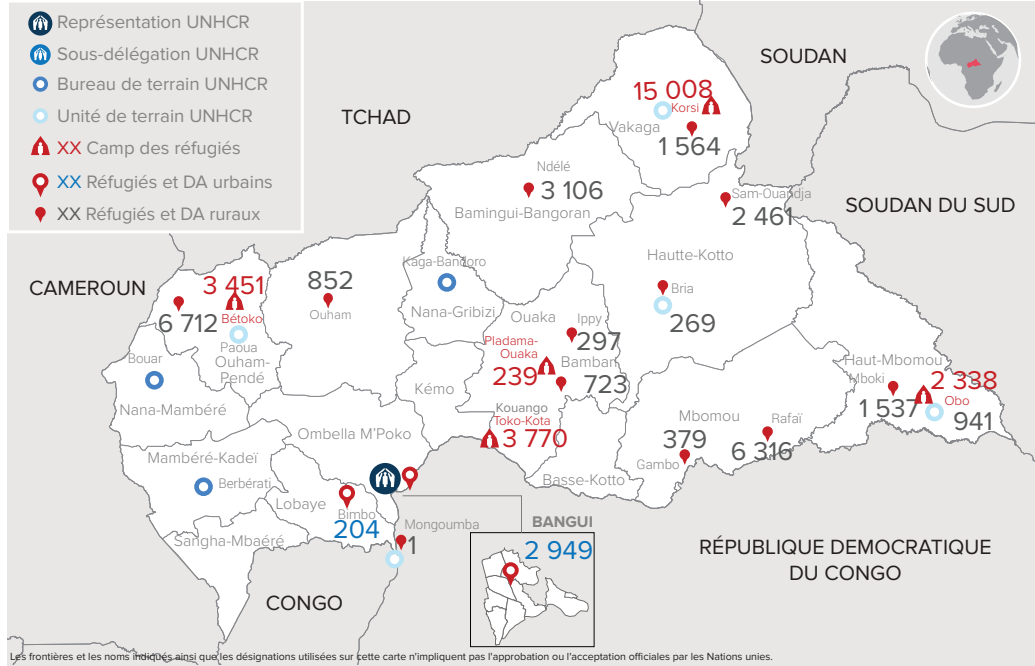 Représentation UNHCR
Sous-délégation UNHCR
Bureau de terrain UNHCR
Unité de terrain UNHCR
XX Camp des réfugiés
XX Réfugiés et DA urbains
XX Réfugiés et DA ruraux
SOUDAN
TCHAD
15 008
Korsi
Vakaga
1 564
Ndélé
3 106
Bamingui-Bangoran
Sam-Ouandja
2 461
SOUDAN DU SUD
CAMEROUN
3 451
Bétoko
6 712
Paoua
Ouham-
Pendé
852
Ouham
Kaga-Bandoro
Nana-Gribizi
Hautte-Kotto
Bria
269
Ouaka
Ippy
297
Pladama-
Ouaka
239
Bambari
723
Bouar
Nana-Mambéré
Kémo
Kouango
Toko-Kota
3 770
Haut-Mbomou
Mboki
1 537
2 338
Obo
941
Mbomou
Rafaï
379
6 316
Gambo
Basse-Kotto
Ombella M'Poko
Mambéré-Kadeï
Berbérati
Lobaye
Bimbo
204
Sangha-Mbaéré
Mongoumba
1
BANGUI
2 949
RÉPUBLIQUE DEMOCRATIQUE
DU CONGO
CONGO
Les frontières et les noms indiqués ainsi que les désignations utilisées sur cette carte n'impliquent pas l'approbation ou l'acceptation officielles par les Nations unies.